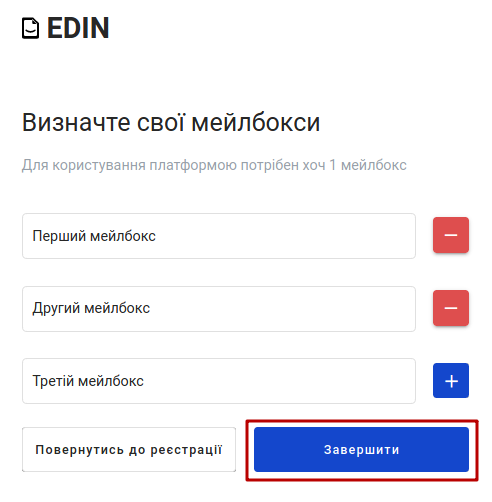 EDIN
Визначте свої мейлбокси
Для користування платформою потрібен хоч 1 мейлбокс
Перший мейлбокс
Другий мейлбокс
Третій мейлбокс
Повернутись до реєстрації
Завершити